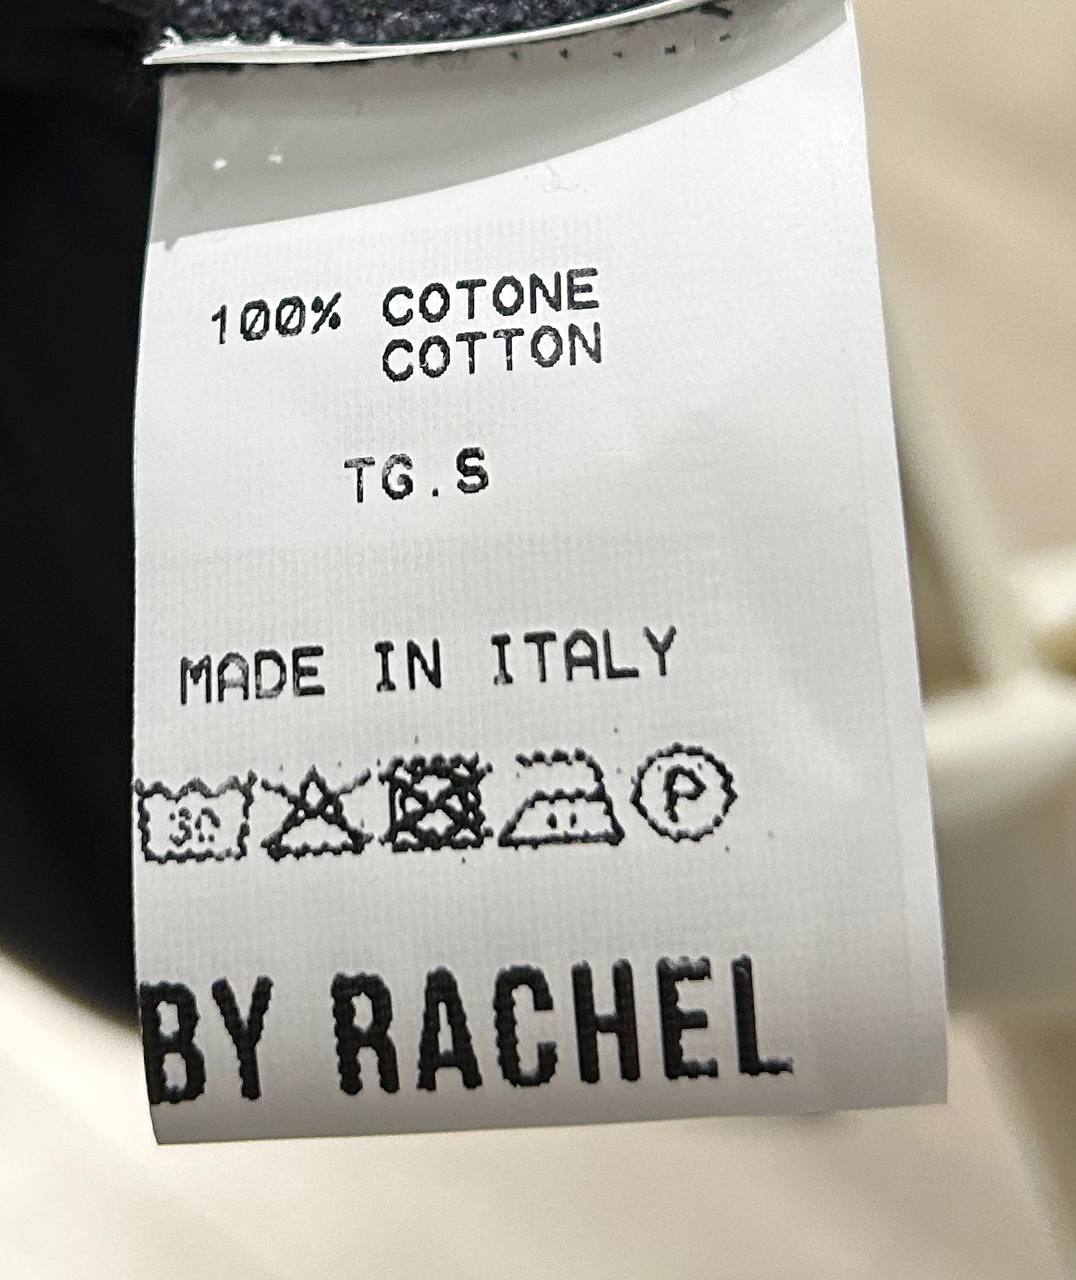 100% COTONE
COTTON
TG.S
MADE IN ITALY
30 P
BY RACHEL